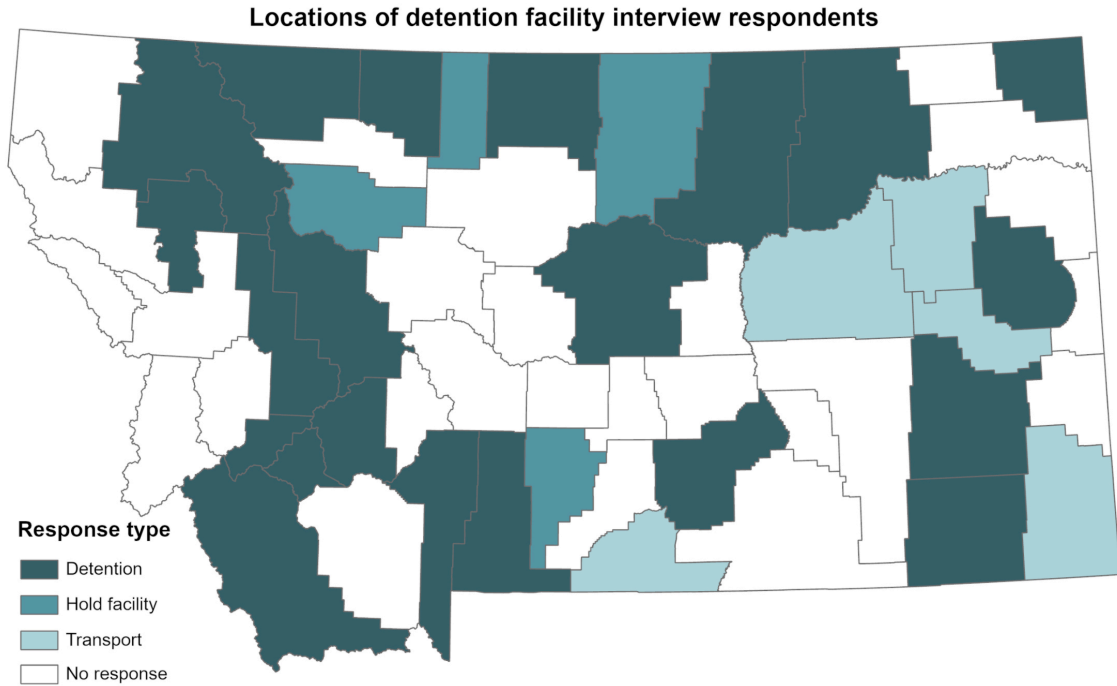 Locations of detention facility interview respondents
Response type
Detention
Hold facility
Transport
No response